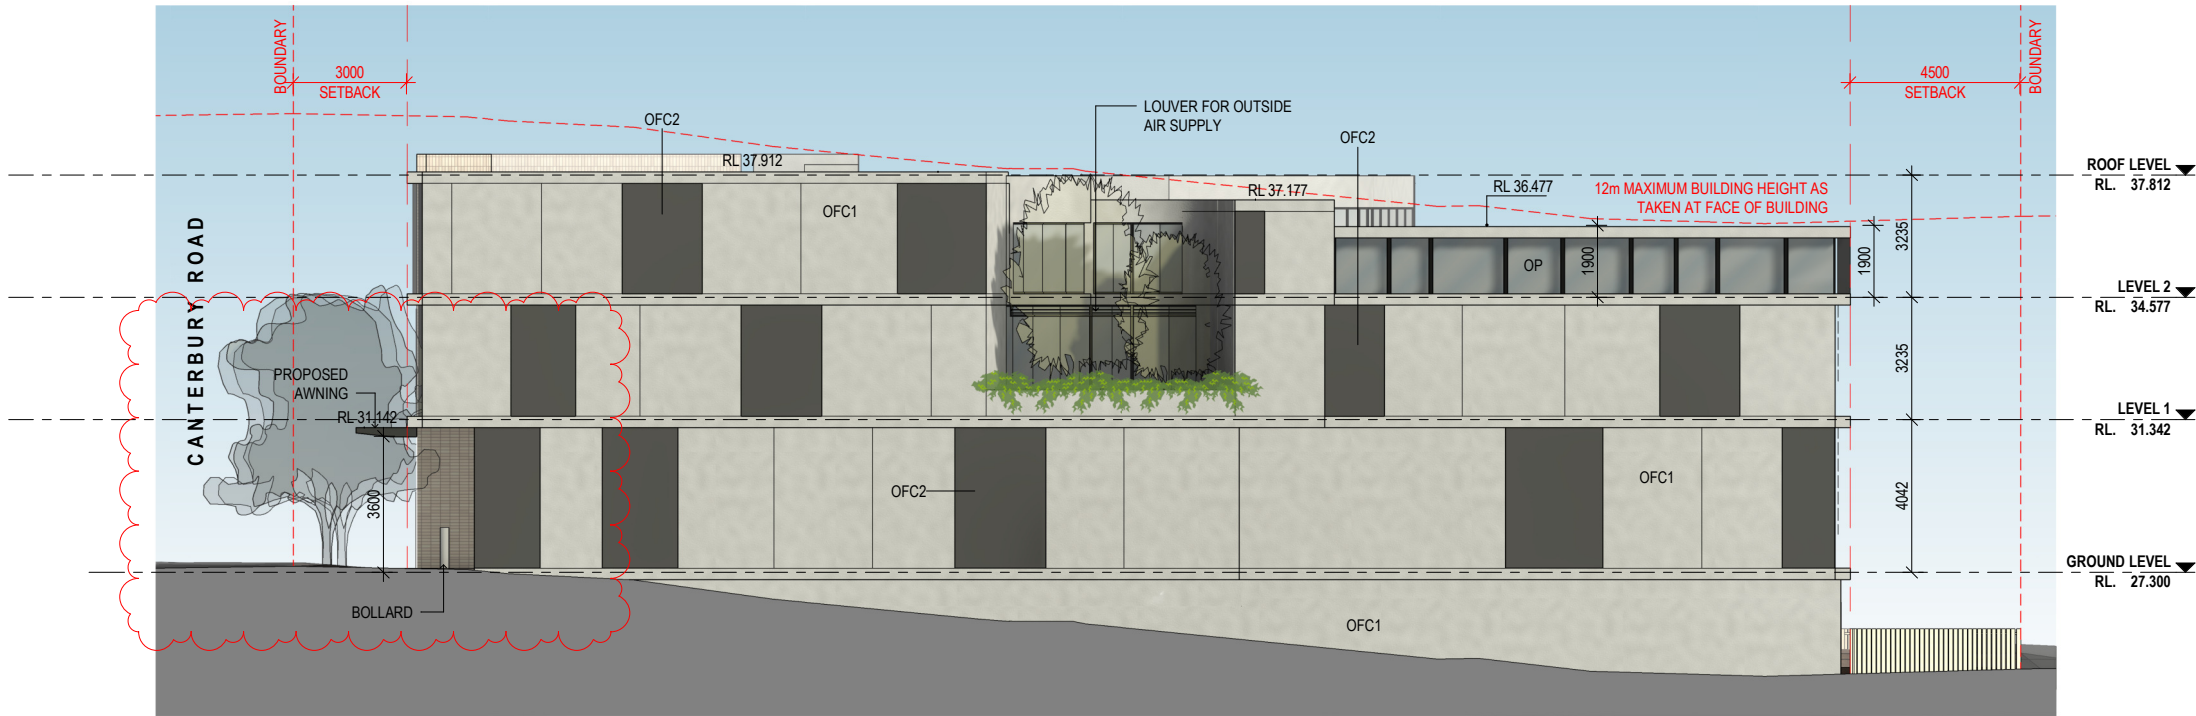 BOUNDARY
3000
SETBACK
4500
SETBACK
BOUNDARY
OFC2
LOUVER FOR OUTSIDE
AIR SUPPLY
OFC2
RL 37.912
ROOF LEVEL
RL. 37.812
RL 37.177
RL 36.477
12m MAXIMUM BUILDING HEIGHT AS
TAKEN AT FACE OF BUILDING
OFC1
3235
OP
1900
1900
LEVEL 2
RL. 34.577
CANTERBURY ROAD
3235
PROPOSED
AWNING
RL 31.142
LEVEL 1
RL. 31.342
3600
OFC2
OFC1
4042
GROUND LEVEL
RL. 27.300
BOLLARD
OFC1